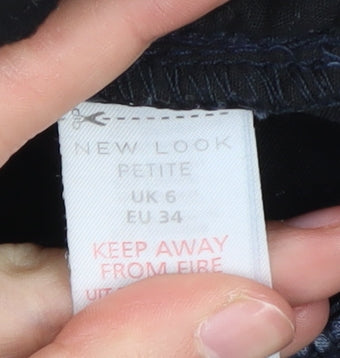 NEW LOOK
PETITE
UK 6
EU 34
KEEP AWAY
FROM FIRE